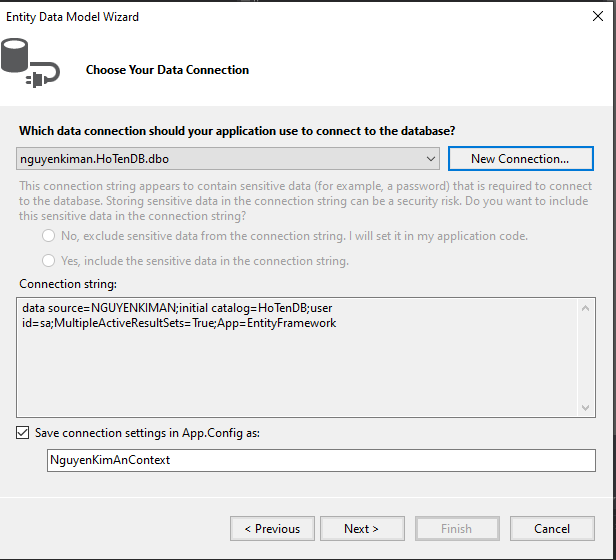 Entity Data Model Wizard
Choose Your Data Connection
Which data connection should your application use to connect to the database?
nguyenkiman.HoTenDB.dbo
New Connection...
This connection string appears to contain sensitive data (for example, a password) that is required to connect
to the database. Storing sensitive data in the connection string can be a security risk. Do you want to include
this sensitive data in the connection string?
No, exclude sensitive data from the connection string. I will set it in my application code.
Yes, include the sensitive data in the connection string.
Connection string:
data source=NGUYENKIMAN;initial catalog=HoTenDB;user
id=sa;MultipleActiveResultSets=True;App=EntityFramework
Save connection settings in App.Config as:
NguyenKimAnContext
< Previous
Next >
Finish
Cancel